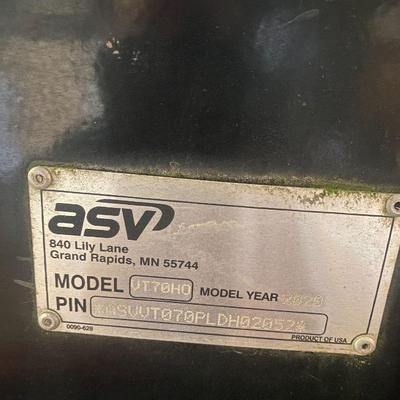 asv
840 Lily Lane
Grand Rapids, MN 55744
MODEL VT70HO MODEL YEAR 2020
PIN *ASVVT070PLDH02052*
0090-628 PRODUCT OF USA